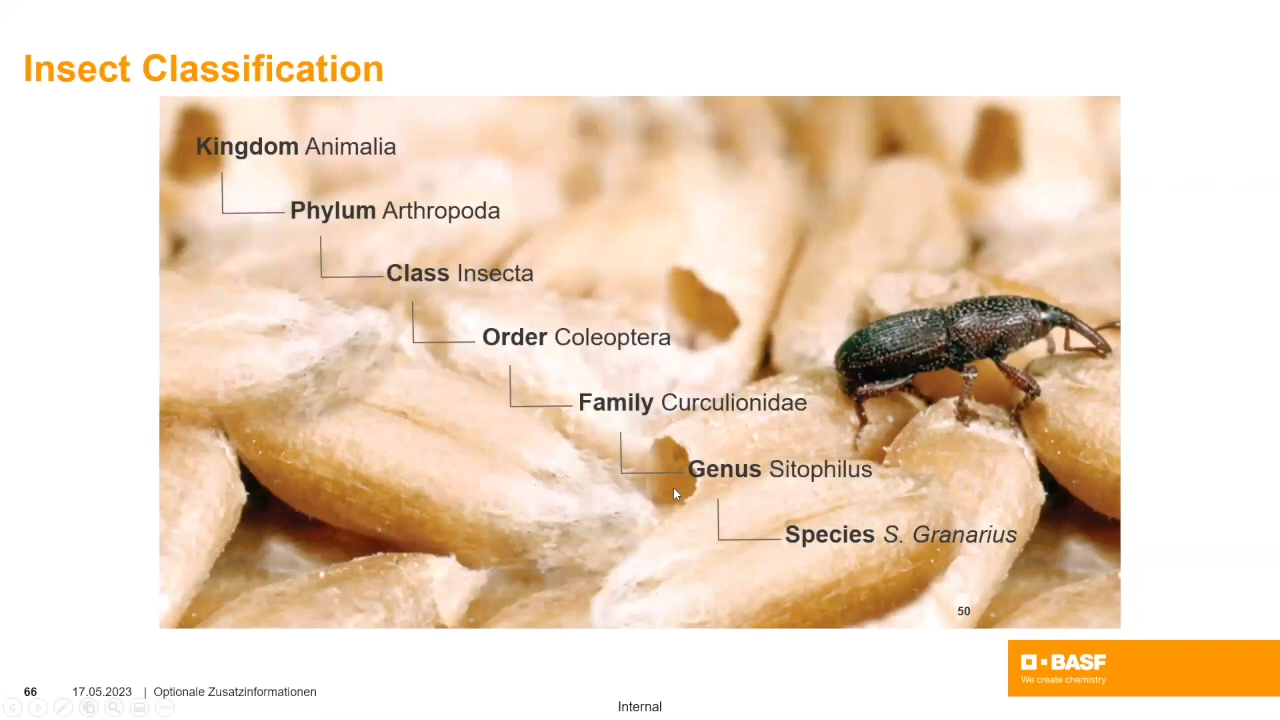 Insect Classification
Kingdom Animalia
Phylum Arthropoda
Class Insecta
Order Coleoptera
Family Curculionidae
Genus Sitophilus
Species S. Granarius
50
BASF
We create chemistry
66 17.05.2023 | Optionale Zusatzinformationen
Internal